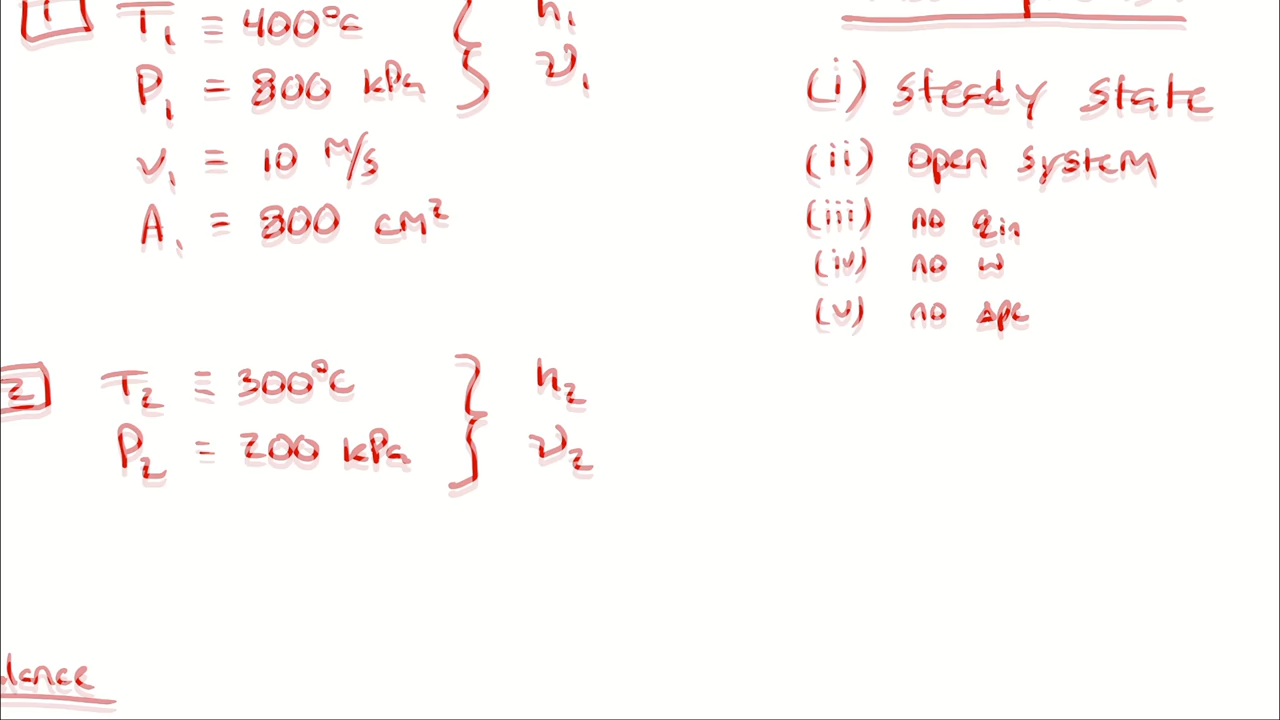 1 T₁ = 400°C } h₁
P₁ = 800 kPa ν₁
v₁ = 10 m/s
A₁ = 800 cm²
2 T₂ = 300°C } h₂
P₂ = 200 kPa ν₂
lance
(i) steady state
(ii) open system
(iii) no qin
(iv) no w
(v) no Δpe